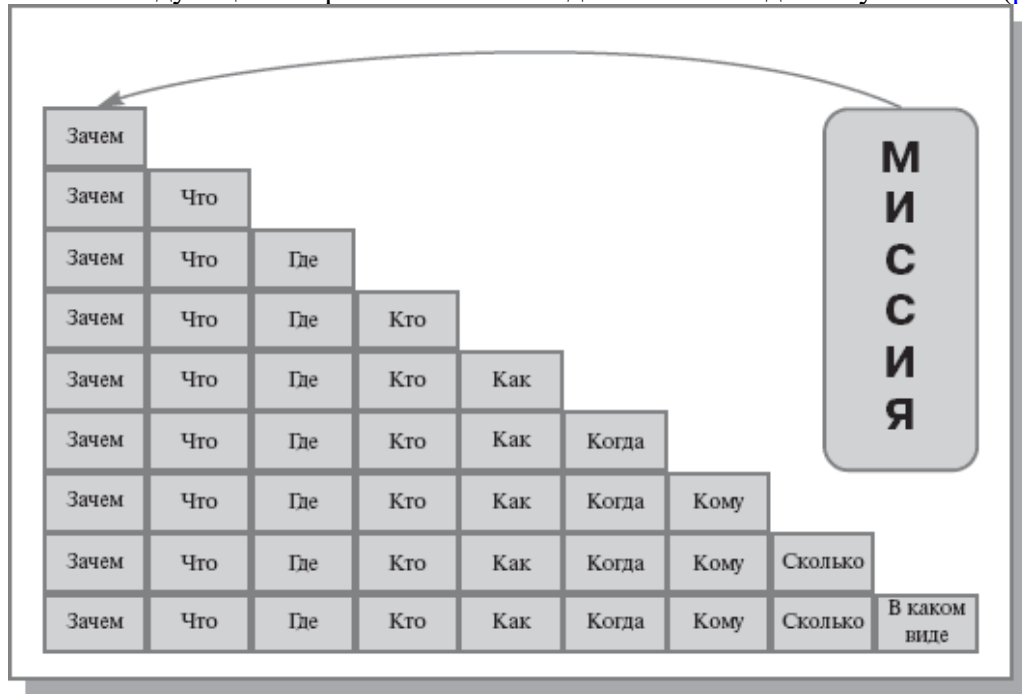 Зачем
Зачем Что
Зачем Что Где
Зачем Что Где Кто
Зачем Что Где Кто Как
Зачем Что Где Кто Как Когда
Зачем Что Где Кто Как Когда Кому
Зачем Что Где Кто Как Когда Кому Сколько
Зачем Что Где Кто Как Когда Кому Сколько В каком
виде
М
И
С
С
И
Я